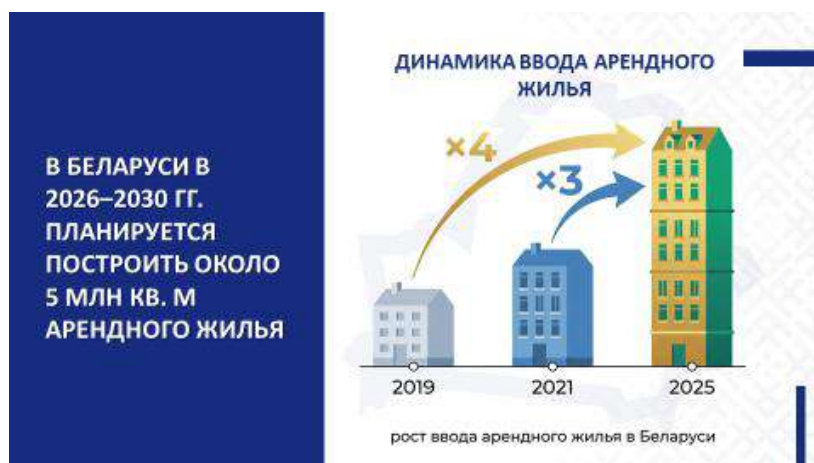 В БЕЛАРУСИ В
2026–2030 ГГ.
ПЛАНИРУЕТСЯ
ПОСТРОИТЬ ОКОЛО
5 МЛН КВ. М
АРЕНДНОГО ЖИЛЬЯ
ДИНАМИКА ВВОДА АРЕНДНОГО
ЖИЛЬЯ
×4
×3
2019 2021 2025
рост ввода арендного жилья в Беларуси